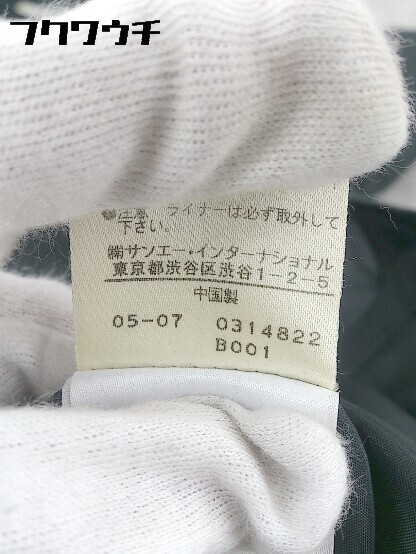 フクワウチ
●注意 ライナーは必ず取外して
下さい。
㈱サンエー・インターナショナル
東京都渋谷区渋谷1-2-5
中国製
05-07 0314822
B001